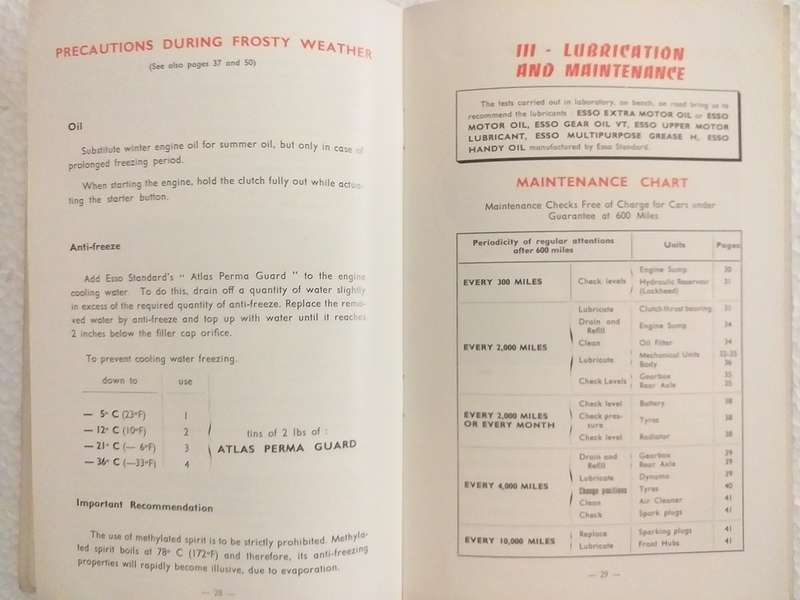 PRECAUTIONS DURING FROSTY WEATHER
(See also pages 37 and 50)
Oil
Substitute winter engine oil for summer oil, but only in case of
prolonged freezing period.
When starting the engine, hold the clutch fully out while actua-
ting the starter button.
Anti-freeze
Add Esso Standard's " Atlas Perma Guard " to the engine
cooling water. To do this, drain off a quantity of water slightly
in excess of the required quantity of anti-freeze. Replace the remo-
ved water by anti-freeze and top up with water until it reaches
2 inches below the filler cap orifice.
To prevent cooling water freezing.
down to use
— 5° C (23°F) 1
— 12° C (10°F) 2
— 21° C (— 6°F) 3
— 36° C (—33°F) 4
tins of 2 lbs of :
ATLAS PERMA GUARD
Important Recommendation
The use of methylated spirit is to be strictly prohibited. Methyla-
ted spirit boils at 78° C (172°F) and therefore, its anti-freezing
properties will rapidly become illusive, due to evaporation.
— 28 —
III - LUBRICATION
AND MAINTENANCE
The tests carried out in laboratory, on bench, on road bring us to
recommend the lubricants : ESSO EXTRA MOTOR OIL or ESSO
MOTOR OIL, ESSO GEAR OIL VT, ESSO UPPER MOTOR
LUBRICANT, ESSO MULTIPURPOSE GREASE H, ESSO
HANDY OIL manufactured by Esso Standard.
MAINTENANCE CHART
Maintenance Checks Free of Charge for Cars under
Guarantee at 600 Miles
Periodicity of regular attentions
after 600 miles
Units Pages
EVERY 300 MILES
Check levels
Engine Sump 30
Hydraulic Reservoir 31
(Lockheed)
EVERY 2,000 MILES
Lubricate Clutch-thrust bearing 31
Drain and
Refill
Engine Sump 34
Clean Oil Filter 34
Lubricate
Mechanical Units 32-35
Body 36
Check Levels
Gearbox 35
Rear Axle 35
EVERY 2,000 MILES
OR EVERY MONTH
Check level Battery 38
Check pres-
sure
Tyres 38
Check level Radiator 38
EVERY 4,000 MILES
Drain and
Refill
Gearbox 39
Rear Axle 39
Lubricate Dynamo 39
Change positions Tyres 40
Clean Air Cleaner 41
Check Spark plugs 41
EVERY 10,000 MILES
Replace Sparking plugs 41
Lubricate Front Hubs 41
— 29 —